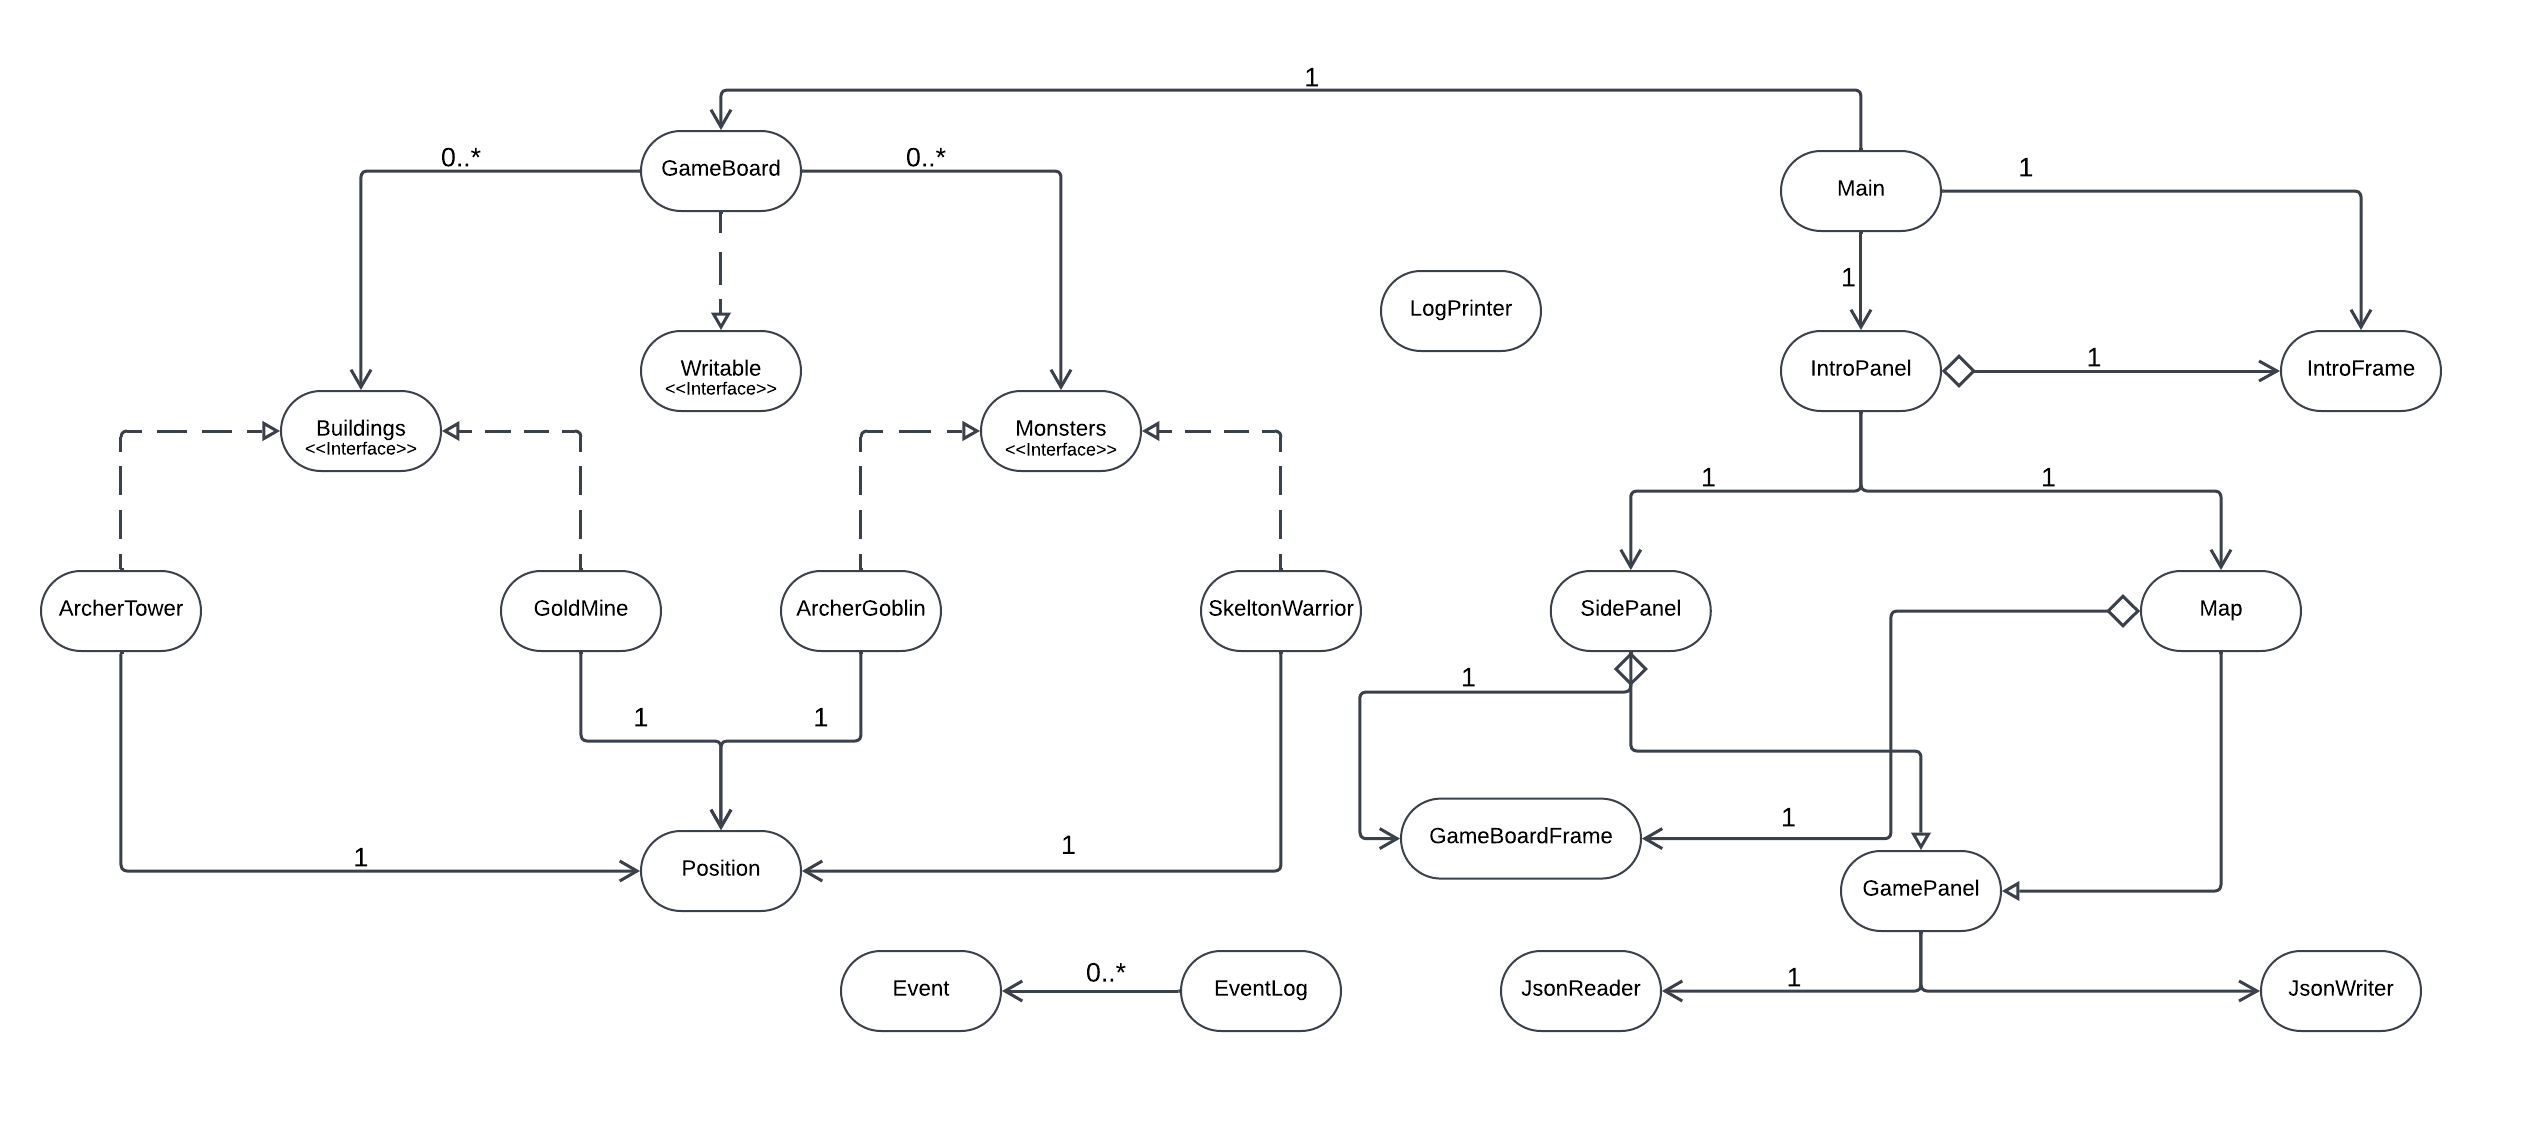 1
GameBoard
0..*
0..*
Main
1
1
LogPrinter
Writable
<<Interface>>
IntroPanel
1
IntroFrame
Buildings
<<Interface>>
Monsters
<<Interface>>
1
1
ArcherTower
GoldMine
ArcherGoblin
SkeltonWarrior
SidePanel
Map
1
1
1
1
GameBoardFrame
1
1
Position
1
GamePanel
Event
0..*
EventLog
JsonReader
1
JsonWriter